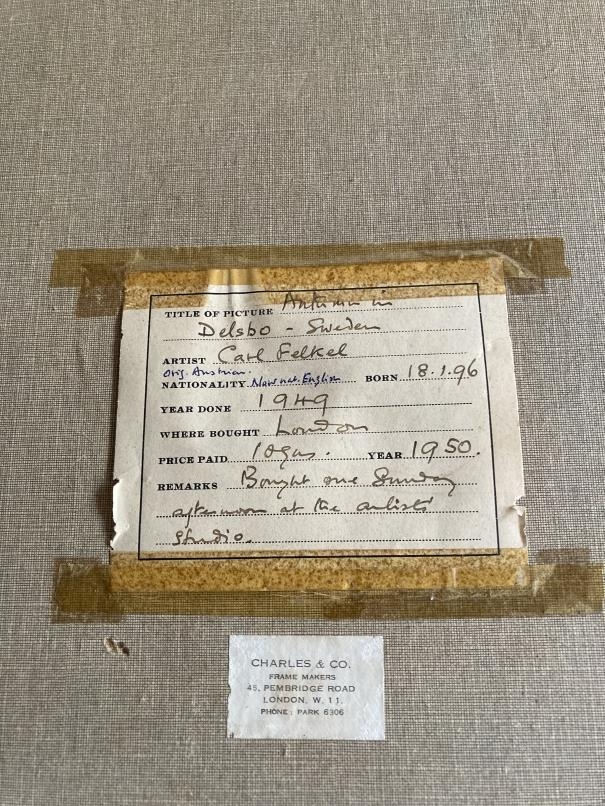 TITLE OF PICTURE Autumn in
Delsbo - Sweden
ARTIST Carl Felkel
Orig. Austrian.
NATIONALITY Now nat. English BORN 18.1.96
YEAR DONE 1949
WHERE BOUGHT London
PRICE PAID 10gns. YEAR 1950.
REMARKS Bought one Sunday
afternoon at the artists'
studio.
CHARLES & CO.
FRAME MAKERS
45, PEMBRIDGE ROAD
LONDON, W. 11.
PHONE: PARK 6306